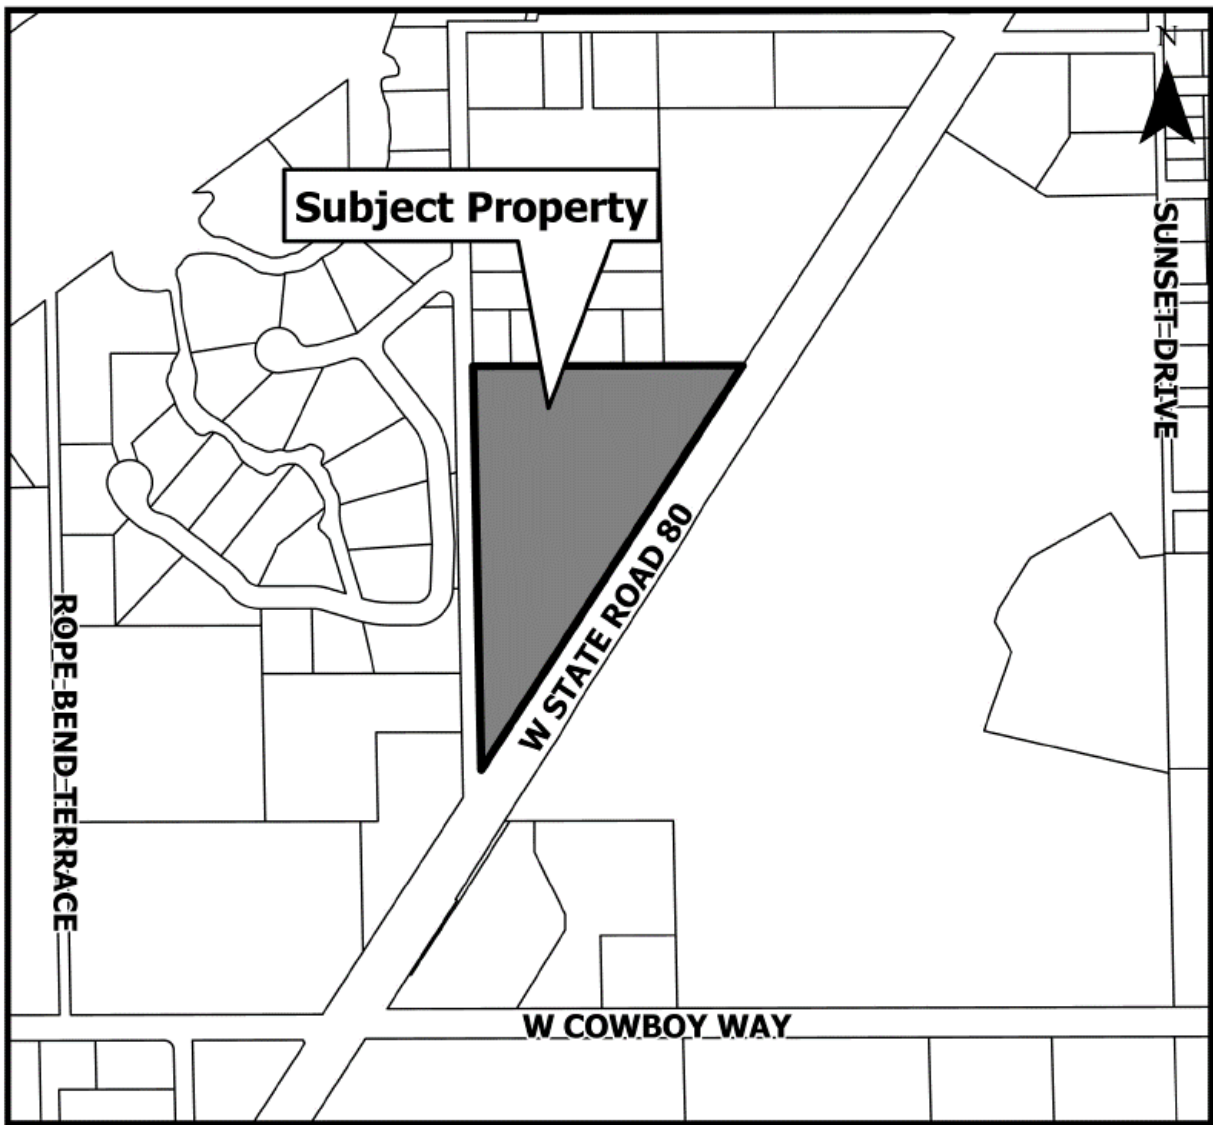 N
Subject Property
SUNSET DRIVE
W STATE ROAD 80
ROPE BEND TERRACE
W COWBOY WAY